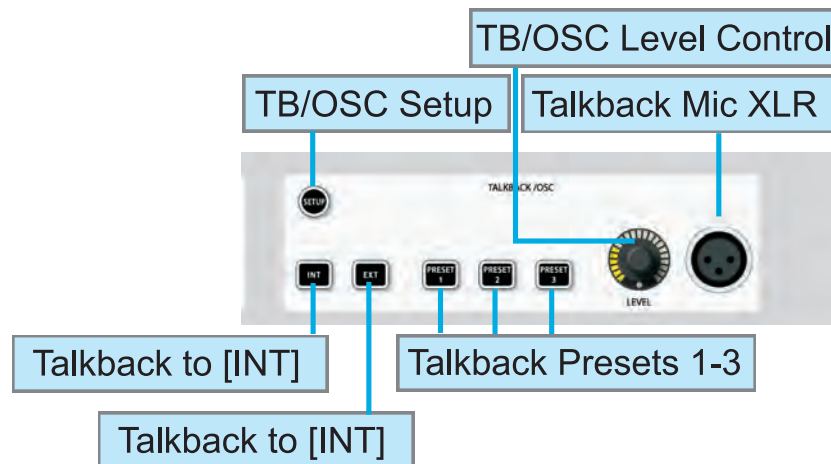 TB/OSC Level Control
TB/OSC Setup
Talkback Mic XLR
TALKBACK /OSC
SETUP
INT
EXT
PRESET
1
PRESET
2
PRESET
3
LEVEL
Talkback to [INT]
Talkback Presets 1-3
Talkback to [INT]